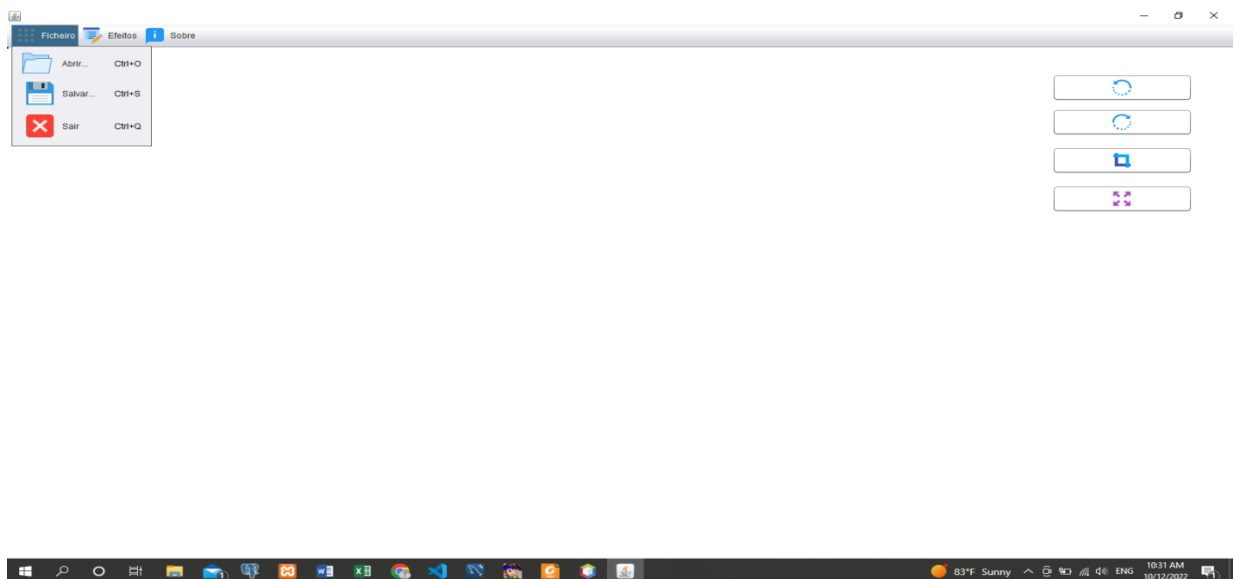 Ficheiro Efeitos Sobre
Abrir... Ctrl+O
Salvar... Ctrl+S
Sair Ctrl+Q
83°F Sunny ENG 10:31 AM
10/12/2022